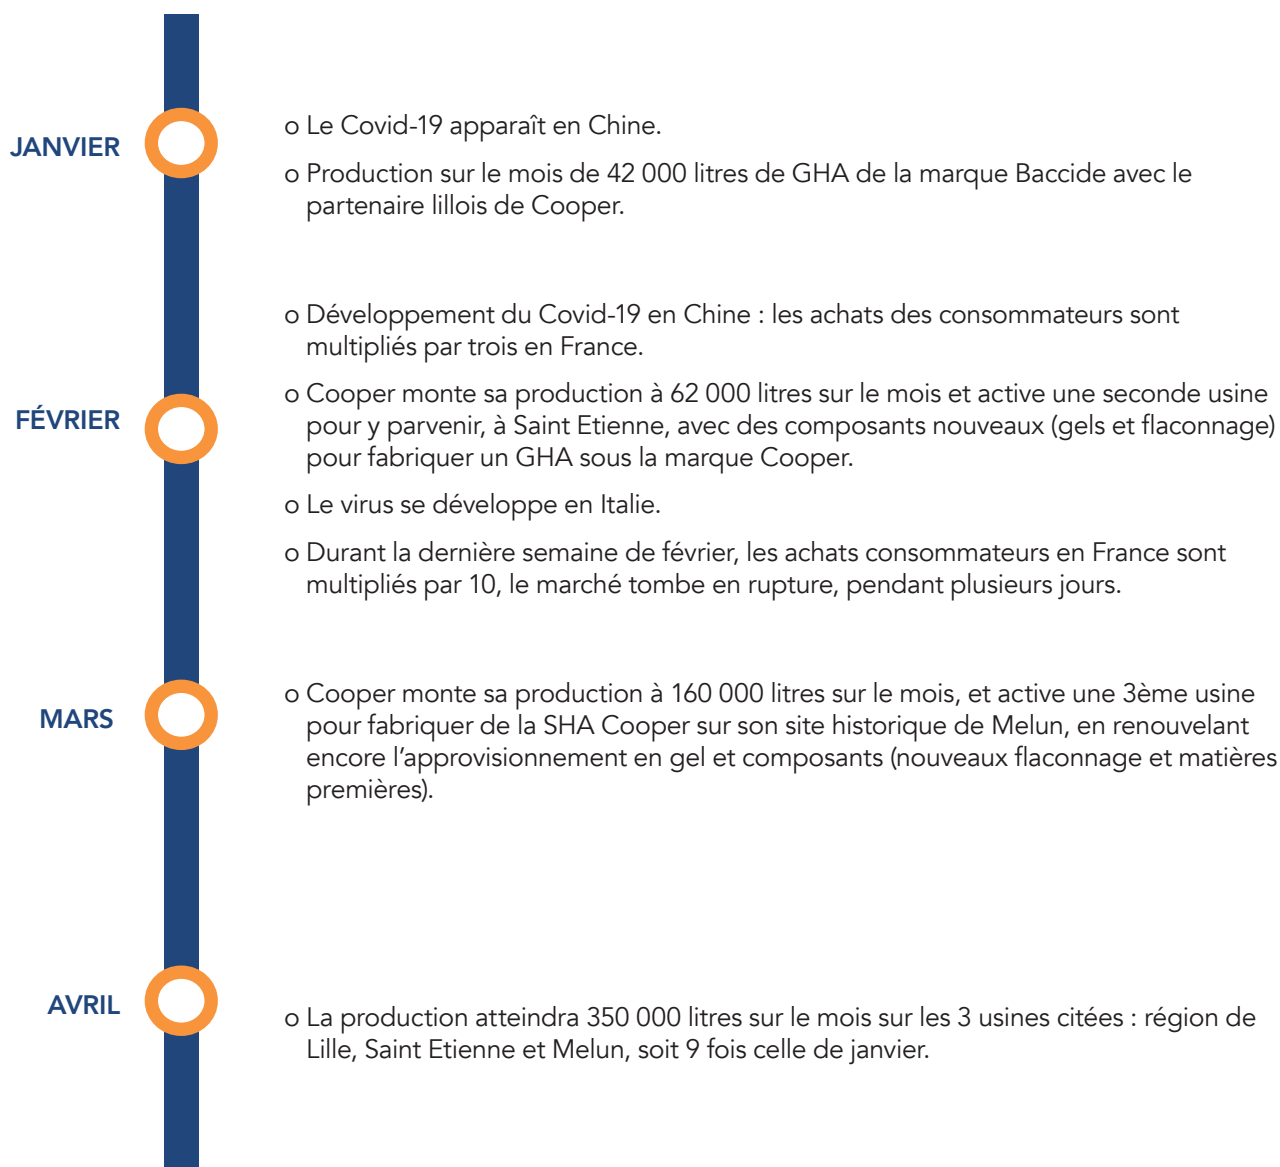 JANVIER
o Le Covid-19 apparaît en Chine.
o Production sur le mois de 42 000 litres de GHA de la marque Baccide avec le
partenaire lillois de Cooper.
FÉVRIER
o Développement du Covid-19 en Chine : les achats des consommateurs sont
multipliés par trois en France.
o Cooper monte sa production à 62 000 litres sur le mois et active une seconde usine
pour y parvenir, à Saint Etienne, avec des composants nouveaux (gels et flaconnage)
pour fabriquer un GHA sous la marque Cooper.
o Le virus se développe en Italie.
o Durant la dernière semaine de février, les achats consommateurs en France sont
multipliés par 10, le marché tombe en rupture, pendant plusieurs jours.
MARS
o Cooper monte sa production à 160 000 litres sur le mois, et active une 3ème usine
pour fabriquer de la SHA Cooper sur son site historique de Melun, en renouvelant
encore l’approvisionnement en gel et composants (nouveaux flaconnage et matières
premières).
AVRIL
o La production atteindra 350 000 litres sur le mois sur les 3 usines citées : région de
Lille, Saint Etienne et Melun, soit 9 fois celle de janvier.